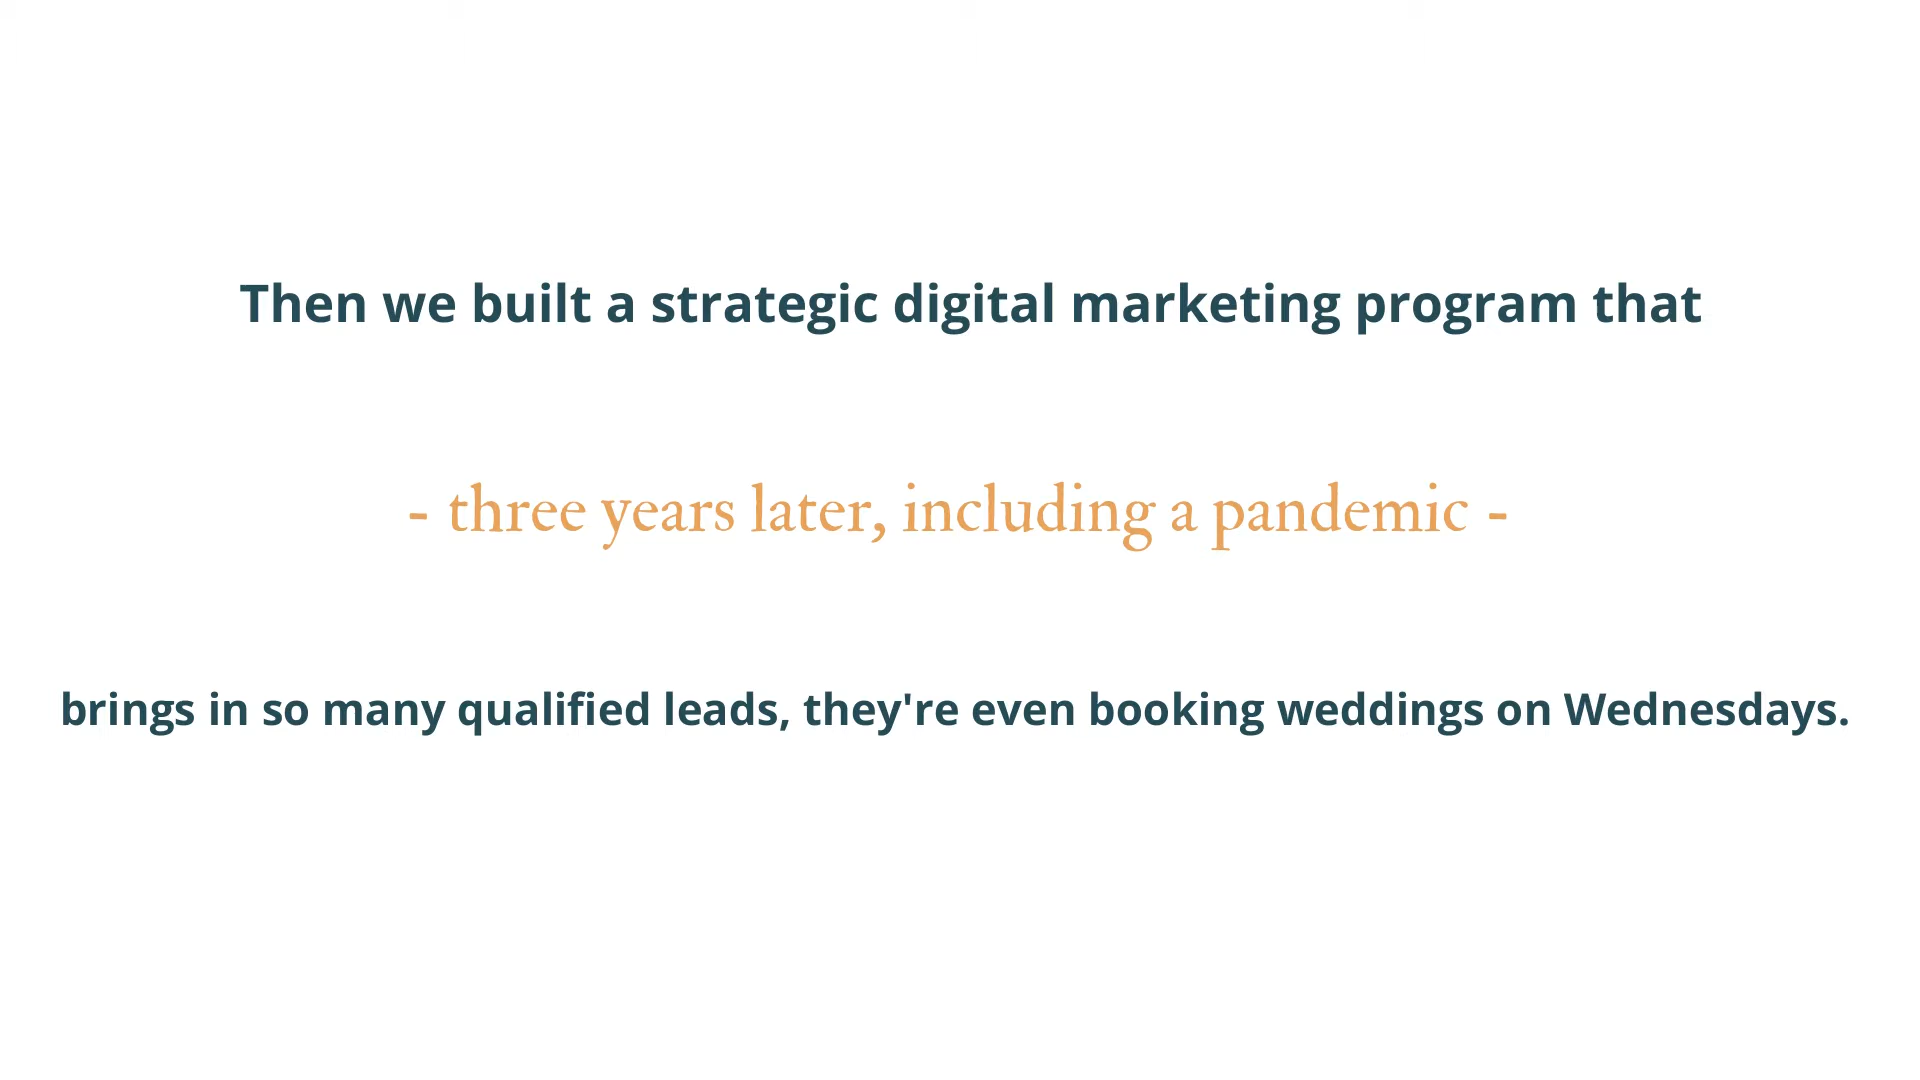 Then we built a strategic digital marketing program that
- three years later, including a pandemic -
brings in so many qualified leads, they're even booking weddings on Wednesdays.